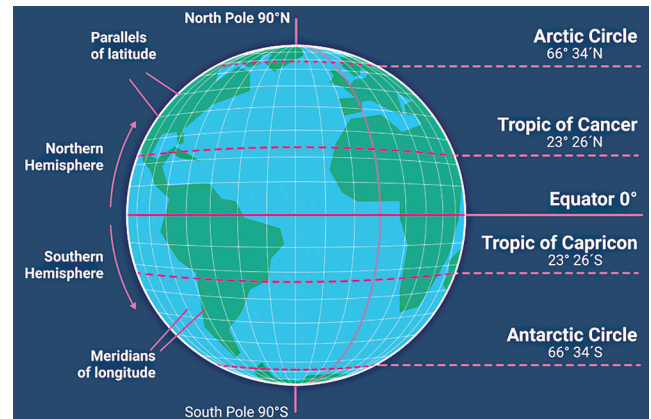 North Pole 90°N
Parallels
of latitude
Arctic Circle
66° 34´N
Northern
Hemisphere
Tropic of Cancer
23° 26´N
Equator 0°
Southern
Hemisphere
Tropic of Capricon
23° 26´S
Meridians
of longitude
Antarctic Circle
66° 34´S
South Pole 90°S